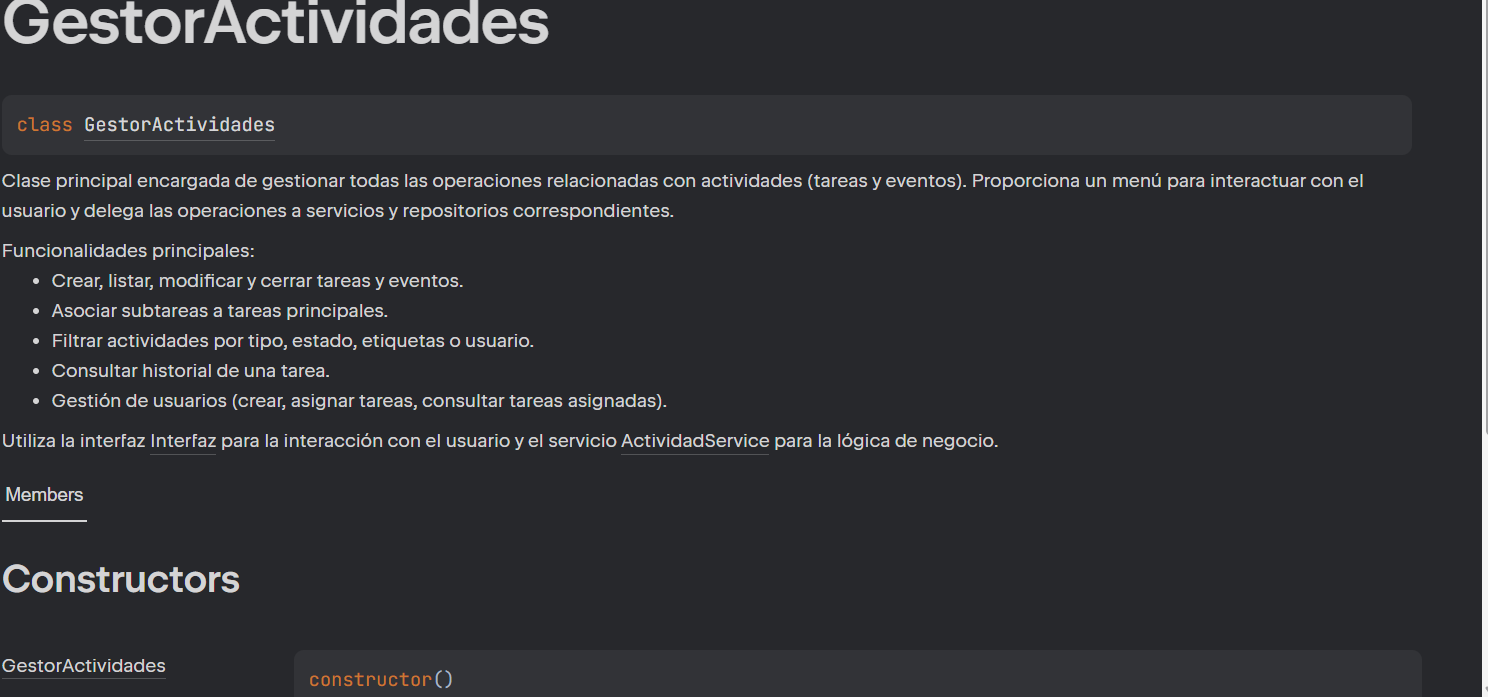 GestorActividades
class GestorActividades
Clase principal encargada de gestionar todas las operaciones relacionadas con actividades (tareas y eventos). Proporciona un menú para interactuar con el
usuario y delega las operaciones a servicios y repositorios correspondientes.
Funcionalidades principales:
• Crear, listar, modificar y cerrar tareas y eventos.
• Asociar subtareas a tareas principales.
• Filtrar actividades por tipo, estado, etiquetas o usuario.
• Consultar historial de una tarea.
• Gestión de usuarios (crear, asignar tareas, consultar tareas asignadas).
Utiliza la interfaz Interfaz para la interacción con el usuario y el servicio ActividadService para la lógica de negocio.
Members
Constructors
GestorActividades
constructor()